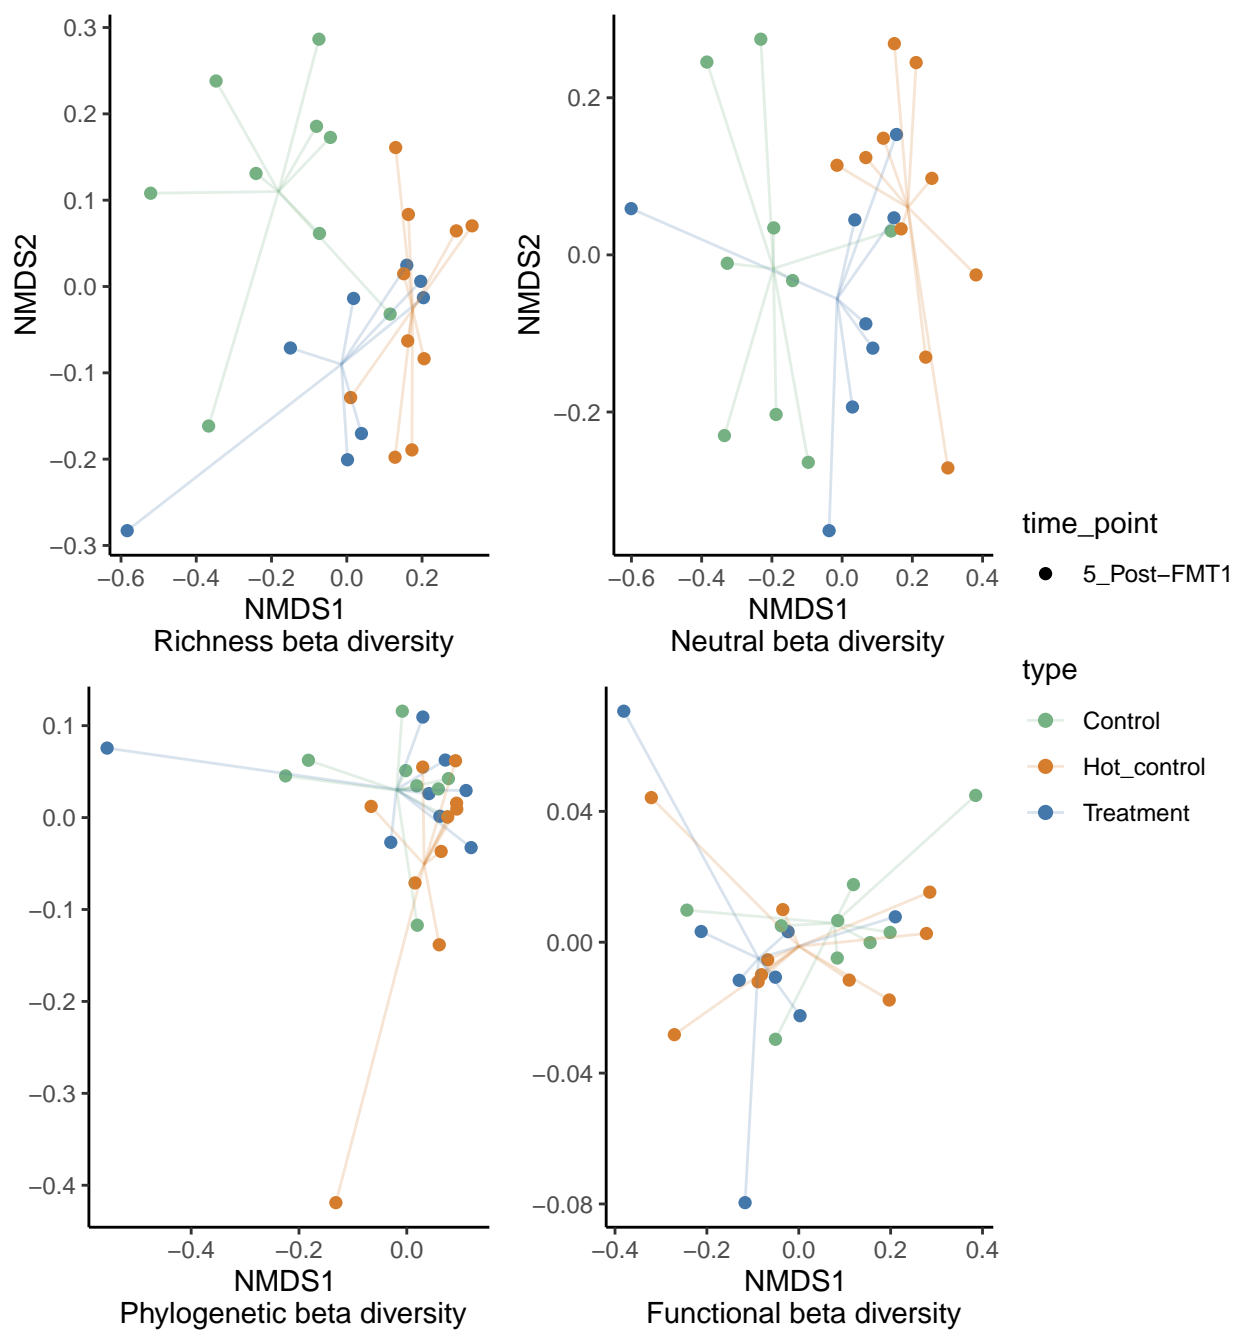 0.3
0.2
0.1
0.0
−0.1
−0.2
−0.3
NMDS2
−0.6 −0.4 −0.2 0.0 0.2
NMDS1
Richness beta diversity
0.2
0.0
−0.2
NMDS2
−0.6 −0.4 −0.2 0.0 0.2 0.4
NMDS1
Neutral beta diversity
0.1
0.0
−0.1
−0.2
−0.3
−0.4
−0.4 −0.2 0.0
NMDS1
Phylogenetic beta diversity
0.04
0.00
−0.04
−0.08
−0.4 −0.2 0.0 0.2 0.4
NMDS1
Functional beta diversity
time_point
5_Post−FMT1
type
Control
Hot_control
Treatment